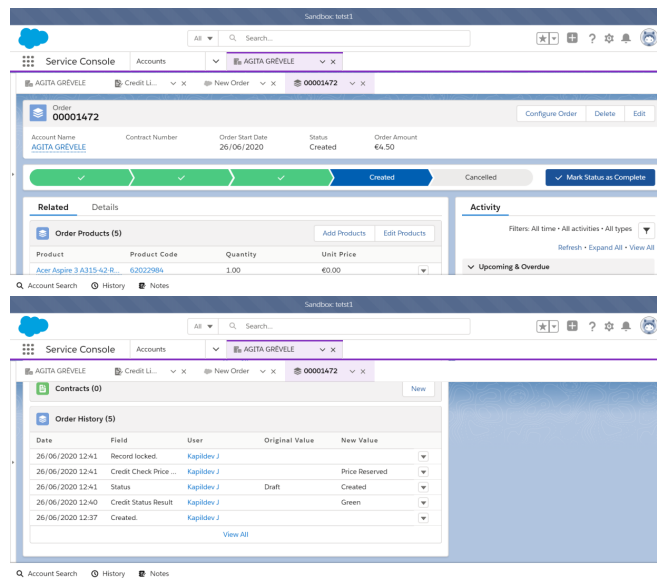 Sandbox: tetst1
All Search...
Service Console Accounts AGITA GRĒVELE
AGITA GRĒVELE Credit Li... New Order 00001472
Order
00001472
Configure Order Delete Edit
Account Name Contract Number Order Start Date Status Order Amount
AGITA GRĒVELE 26/06/2020 Created €4.50
Created Cancelled Mark Status as Complete
Related Details
Activity
Order Products (5) Add Products Edit Products
Filters: All time • All activities • All types
Refresh • Expand All • View All
Product Product Code Quantity Unit Price
Upcoming & Overdue
Acer Aspire 3 A315-42-R... 62022984 1.00 €0.00
Account Search History Notes
Sandbox: tetst1
All Search...
Service Console Accounts AGITA GRĒVELE
AGITA GRĒVELE Credit Li... New Order 00001472
Contracts (0) New
Order History (5)
Date Field User Original Value New Value
26/06/2020 12:41 Record locked. Kapildev J
26/06/2020 12:41 Credit Check Price ... Kapildev J Price Reserved
26/06/2020 12:41 Status Kapildev J Draft Created
26/06/2020 12:40 Credit Status Result Kapildev J Green
26/06/2020 12:37 Created. Kapildev J
View All
Account Search History Notes